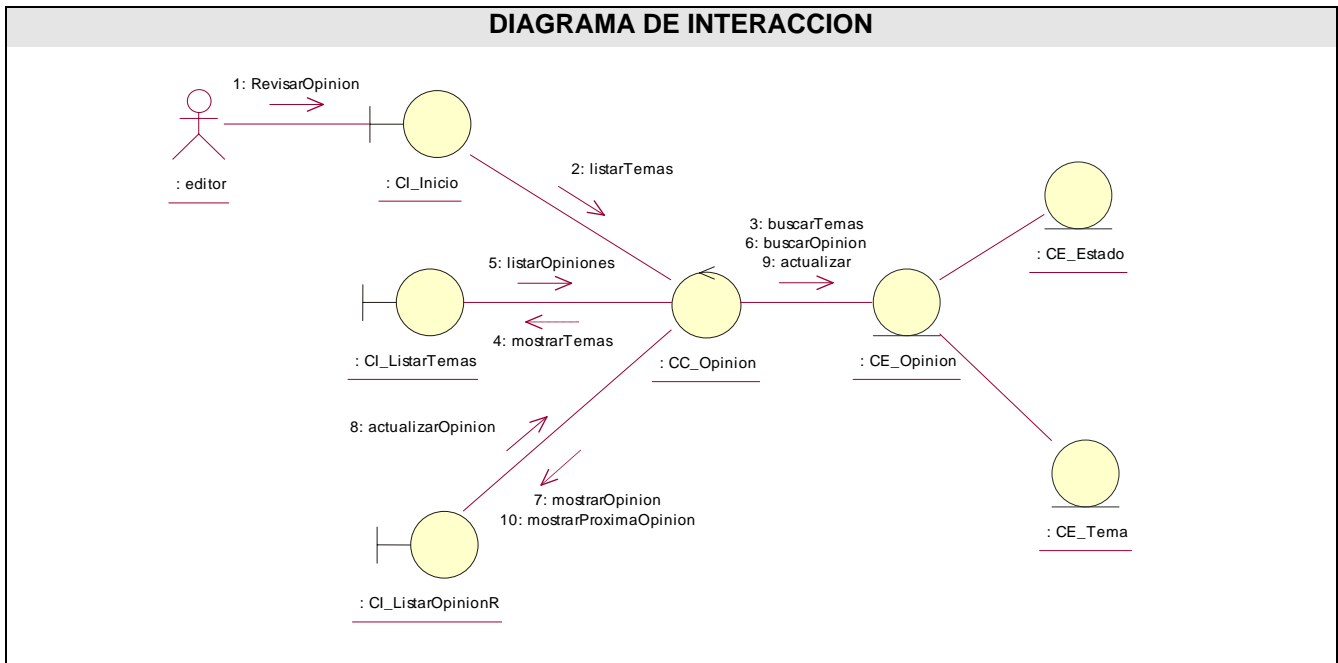 DIAGRAMA DE INTERACCION
1: RevisarOpinion
: editor
: CI_Inicio
2: listarTemas
3: buscarTemas
6: buscarOpinion
9: actualizar
: CE_Estado
5: listarOpiniones
4: mostrarTemas
: CI_ListarTemas
: CC_Opinion
: CE_Opinion
8: actualizarOpinion
7: mostrarOpinion
10: mostrarProximaOpinion
: CE_Tema
: CI_ListarOpinionR